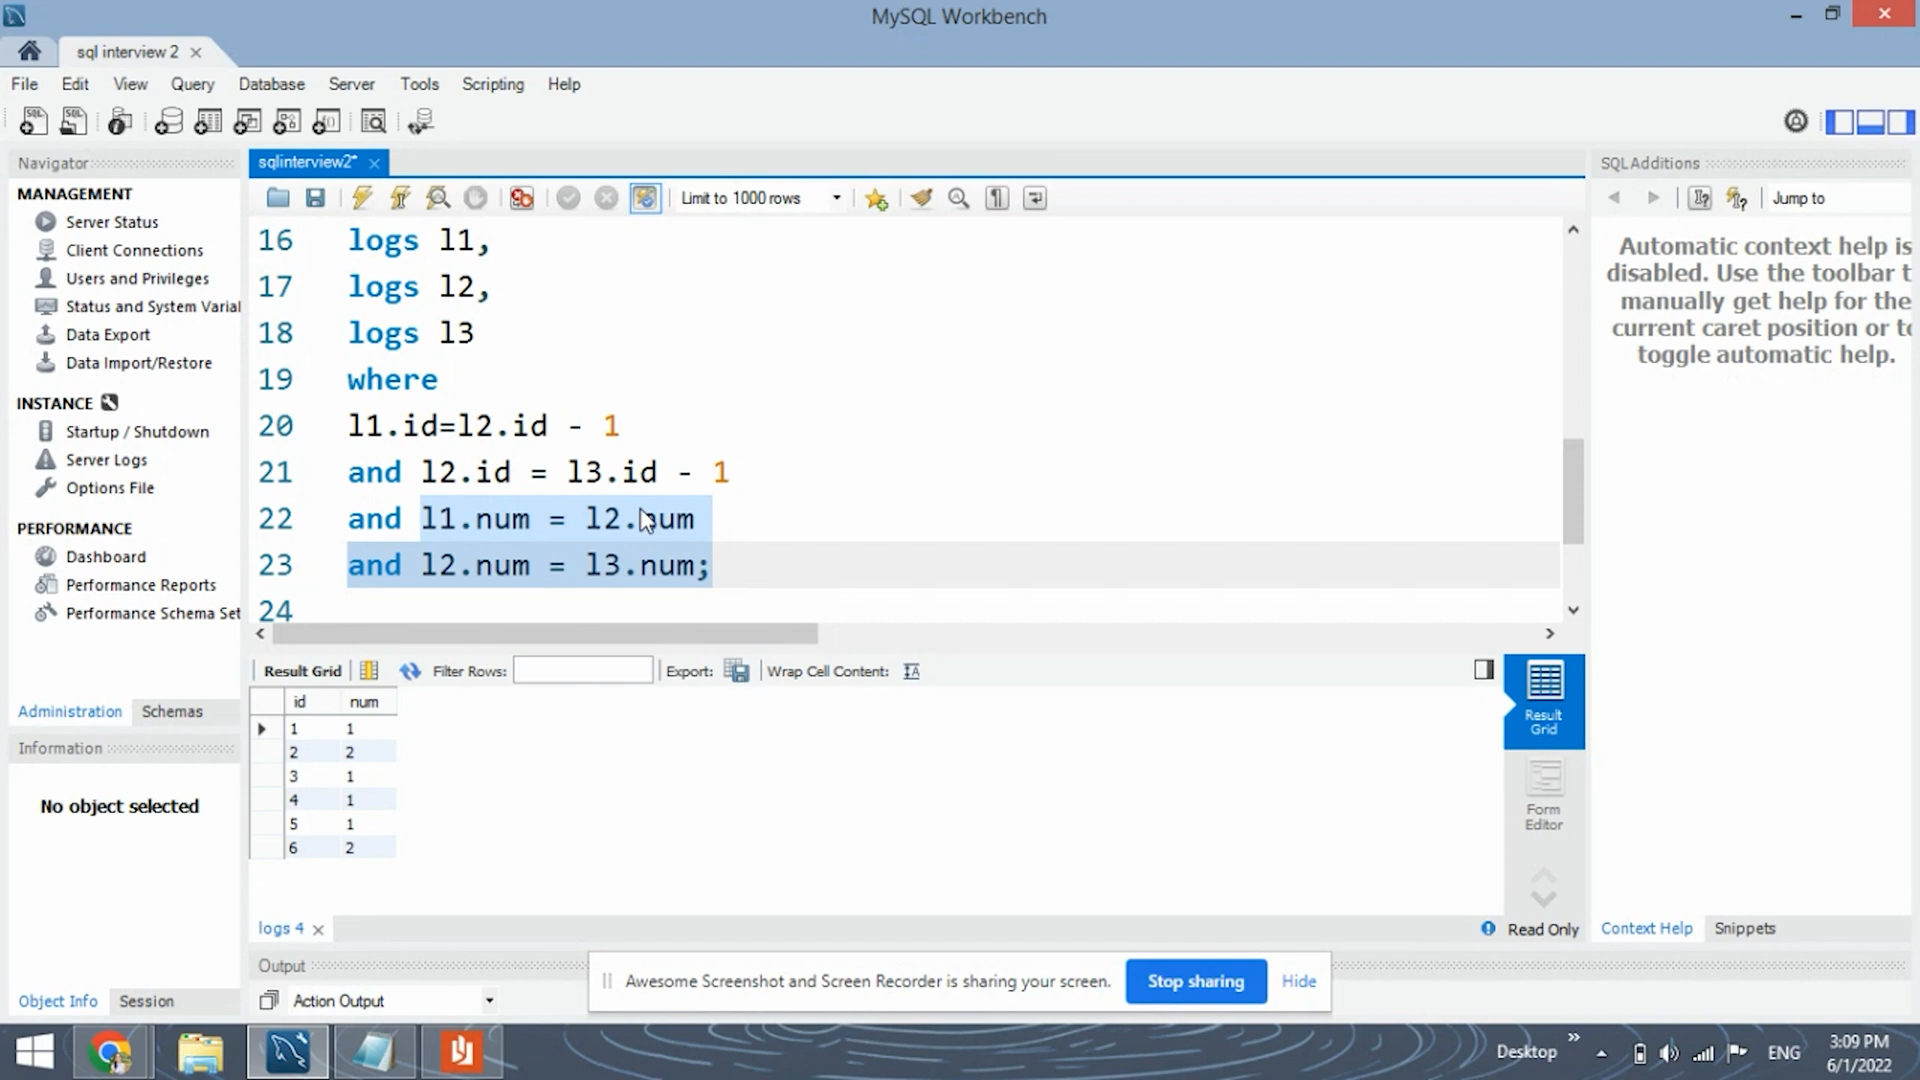 MySQL Workbench
sql interview 2
File Edit View Query Database Server Tools Scripting Help
Navigator
MANAGEMENT
Server Status
Client Connections
Users and Privileges
Status and System Varial
Data Export
Data Import/Restore
INSTANCE
Startup / Shutdown
Server Logs
Options File
PERFORMANCE
Dashboard
Performance Reports
Performance Schema Set
Administration Schemas
Information
No object selected
Object Info Session
sqlinterview2*
Limit to 1000 rows
16 logs l1,
17 logs l2,
18 logs l3
19 where
20 l1.id=l2.id - 1
21 and l2.id = l3.id - 1
22 and l1.num = l2.num
23 and l2.num = l3.num;
24
Result Grid Filter Rows: Export: Wrap Cell Content:
id num
1 1
2 2
3 1
4 1
5 1
6 2
Result
Grid
Form
Editor
logs 4
Read Only
Output
Action Output
SQL Additions
Jump to
Automatic context help is
disabled. Use the toolbar t
manually get help for the
current caret position or to
toggle automatic help.
Context Help Snippets
Awesome Screenshot and Screen Recorder is sharing your screen. Stop sharing Hide
Desktop
ENG
3:09 PM
6/1/2022